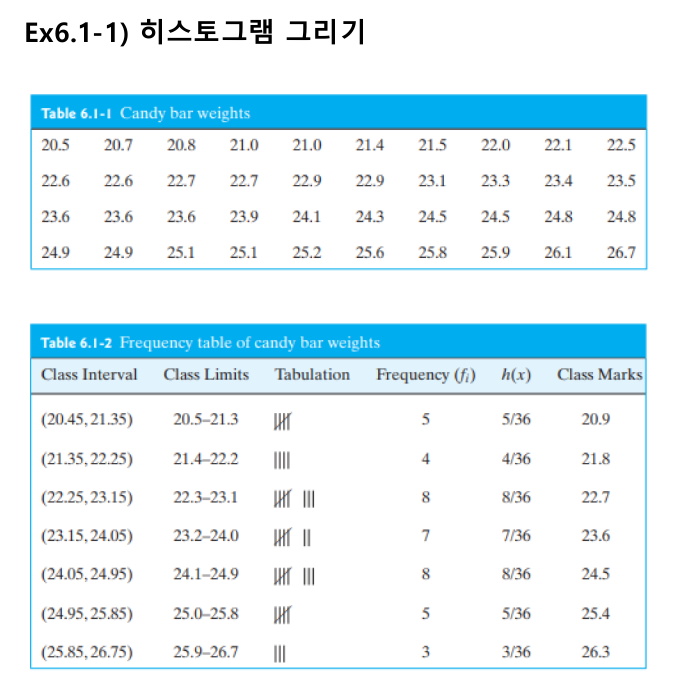 Ex6.1-1) 히스토그램 그리기
Table 6.1-1 Candy bar weights
20.5 20.7 20.8 21.0 21.0 21.4 21.5 22.0 22.1 22.5
22.6 22.6 22.7 22.7 22.9 22.9 23.1 23.3 23.4 23.5
23.6 23.6 23.6 23.9 24.1 24.3 24.5 24.5 24.8 24.8
24.9 24.9 25.1 25.1 25.2 25.6 25.8 25.9 26.1 26.7
Table 6.1-2 Frequency table of candy bar weights
Class Interval Class Limits Tabulation Frequency (fᵢ) h(x) Class Marks
(20.45, 21.35) 20.5–21.3 5 5/36 20.9
(21.35, 22.25) 21.4–22.2 4 4/36 21.8
(22.25, 23.15) 22.3–23.1 8 8/36 22.7
(23.15, 24.05) 23.2–24.0 7 7/36 23.6
(24.05, 24.95) 24.1–24.9 8 8/36 24.5
(24.95, 25.85) 25.0–25.8 5 5/36 25.4
(25.85, 26.75) 25.9–26.7 3 3/36 26.3